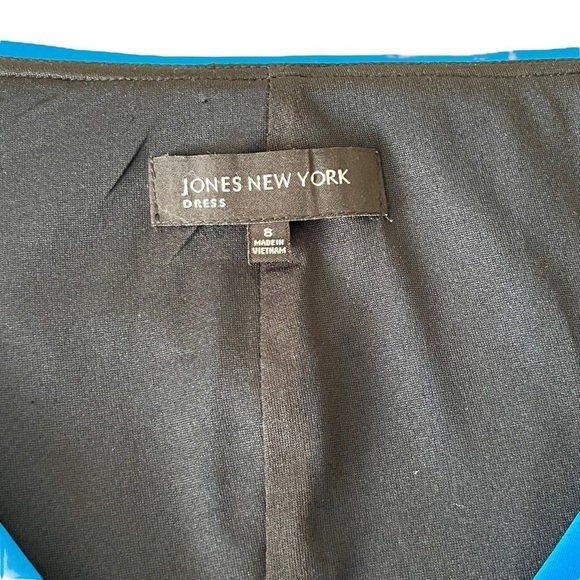 JONES NEW YORK
DRESS
8
MADE IN
VIETNAM